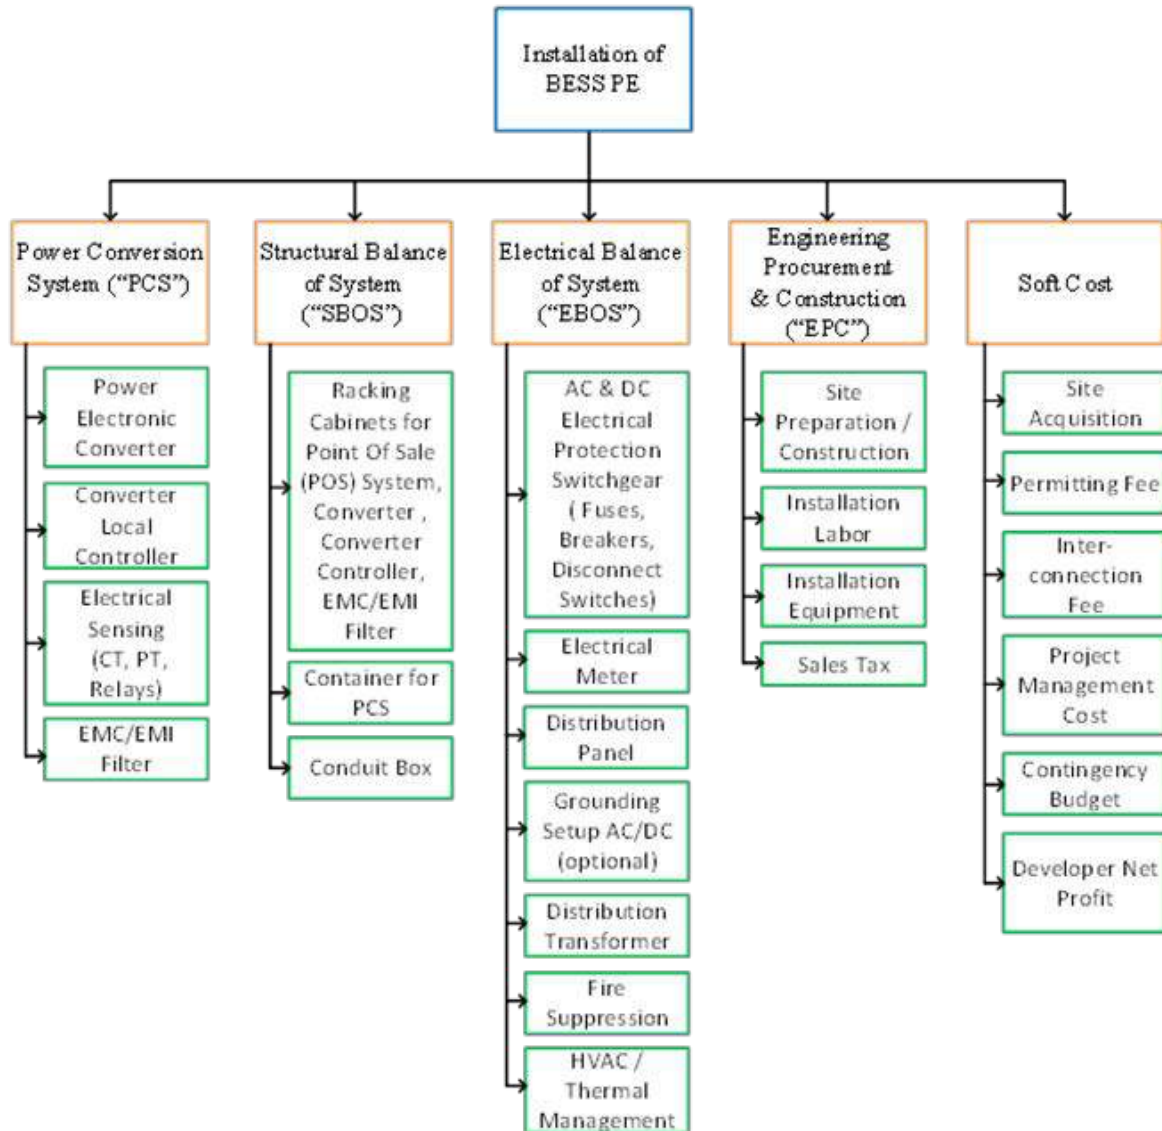 Installation of
BESS PE
Power Conversion
System (“PCS”)
Power
Electronic
Converter
Converter
Local
Controller
Electrical
Sensing
(CT, PT,
Relays)
EMC/EMI
Filter
Structural Balance
of System
(“SBOS”)
Racking
Cabinets for
Point Of Sale
(POS) System,
Converter ,
Converter
Controller,
EMC/EMI
Filter
Container for
PCS
Conduit Box
Electrical Balance
of System
(“EBOS”)
AC & DC
Electrical
Protection
Switchgear
( Fuses,
Breakers,
Disconnect
Switches)
Electrical
Meter
Distribution
Panel
Grounding
Setup AC/DC
(optional)
Distribution
Transformer
Fire
Suppression
HVAC /
Thermal
Management
Engineering
Procurement
& Construction
(“EPC”)
Site
Preparation /
Construction
Installation
Labor
Installation
Equipment
Sales Tax
Soft Cost
Site
Acquisition
Permitting Fee
Inter-
connection
Fee
Project
Management
Cost
Contingency
Budget
Developer Net
Profit